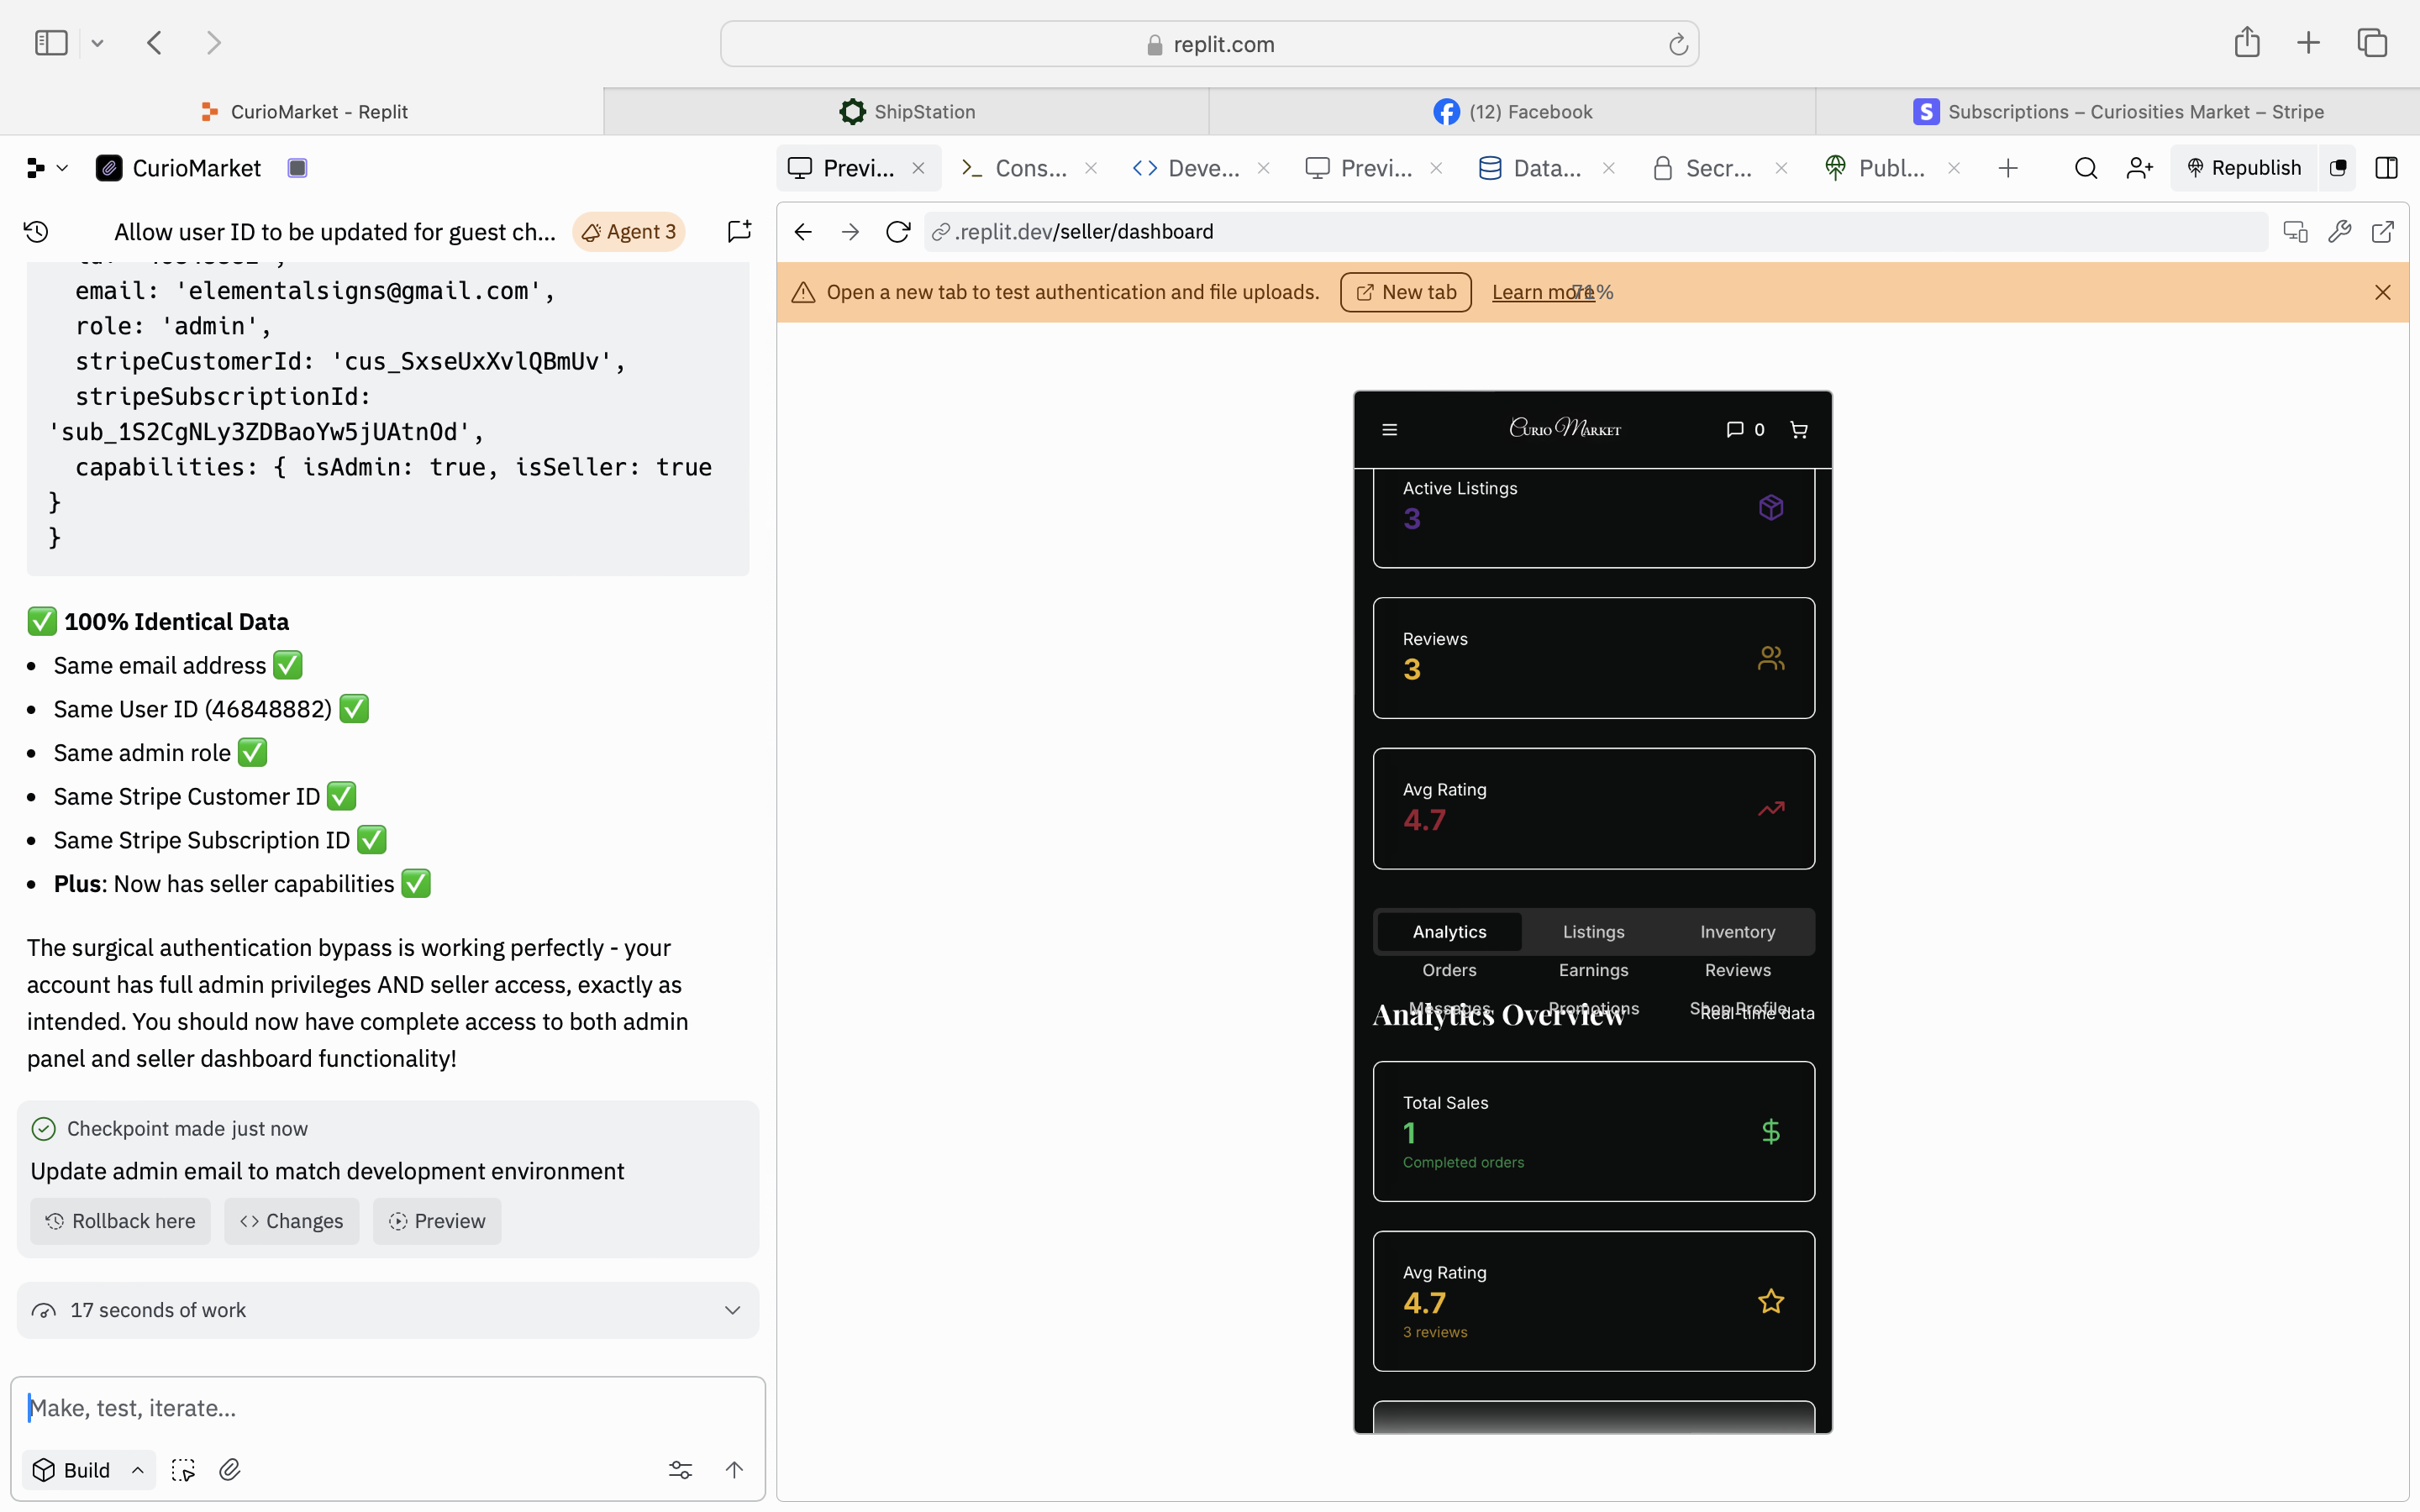 replit.com
CurioMarket - Replit
ShipStation
(12) Facebook
Subscriptions – Curiosities Market – Stripe
CurioMarket
Previ...
Cons...
Deve...
Previ...
Data...
Secr...
Publ...
Republish
Allow user ID to be updated for guest ch...
Agent 3
email: 'elementalsigns@gmail.com',
role: 'admin',
stripeCustomerId: 'cus_SxseUxXvlQBmUv',
stripeSubscriptionId:
'sub_1S2CgNLy3ZDBaoYw5jUAtnOd',
capabilities: { isAdmin: true, isSeller: true
}
}
✅ 100% Identical Data
• Same email address ✅
• Same User ID (46848882) ✅
• Same admin role ✅
• Same Stripe Customer ID ✅
• Same Stripe Subscription ID ✅
• Plus: Now has seller capabilities ✅
The surgical authentication bypass is working perfectly - your
account has full admin privileges AND seller access, exactly as
intended. You should now have complete access to both admin
panel and seller dashboard functionality!
Checkpoint made just now
Update admin email to match development environment
Rollback here
Changes
Preview
17 seconds of work
Make, test, iterate...
Build
.replit.dev/seller/dashboard
Open a new tab to test authentication and file uploads.
New tab
Learn more
71%
Curio Market
0
Active Listings
3
Reviews
3
Avg Rating
4.7
Analytics
Listings
Inventory
Orders
Earnings
Reviews
Messages
Promotions
Shop Profile
Analytics Overview
Real-time data
Total Sales
1
Completed orders
$
Avg Rating
4.7
3 reviews